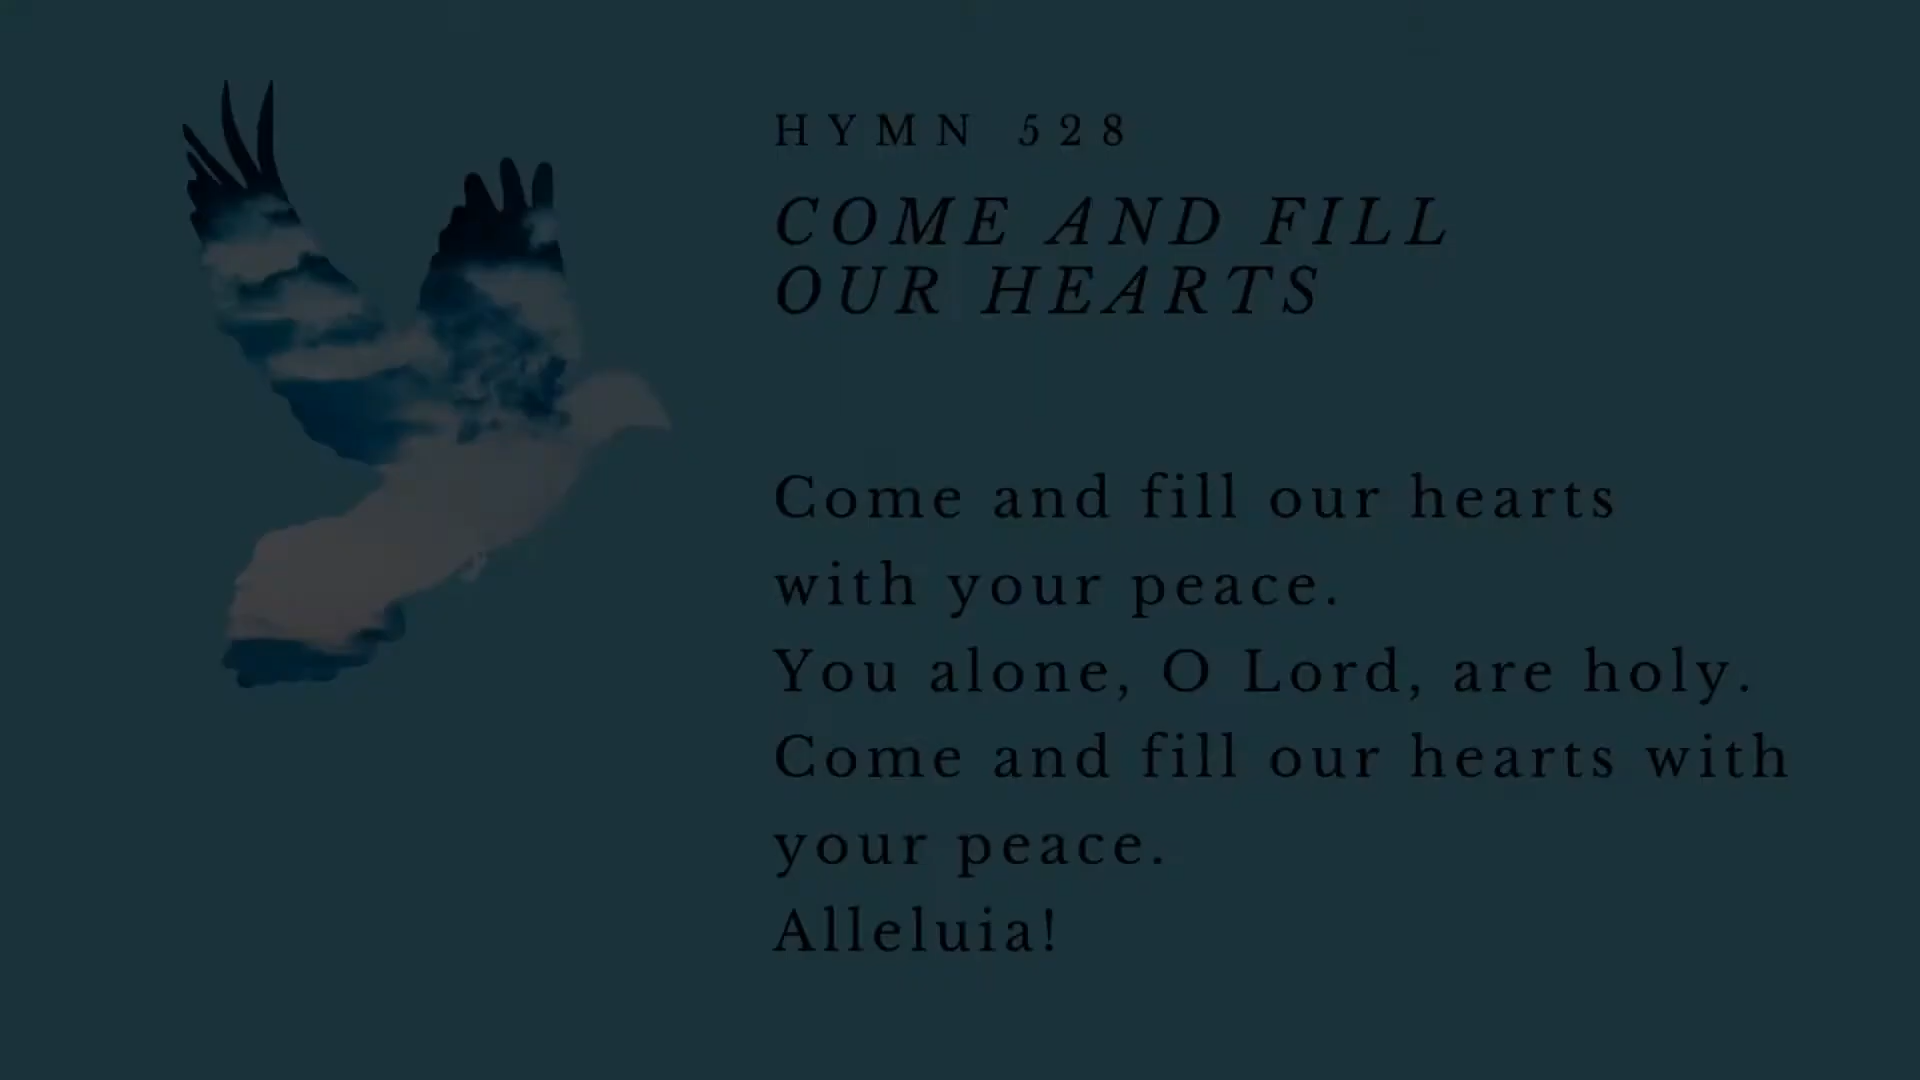 HYMN 528
COME AND FILL
OUR HEARTS
Come and fill our hearts
with your peace.
You alone, O Lord, are holy.
Come and fill our hearts with
your peace.
Alleluia!